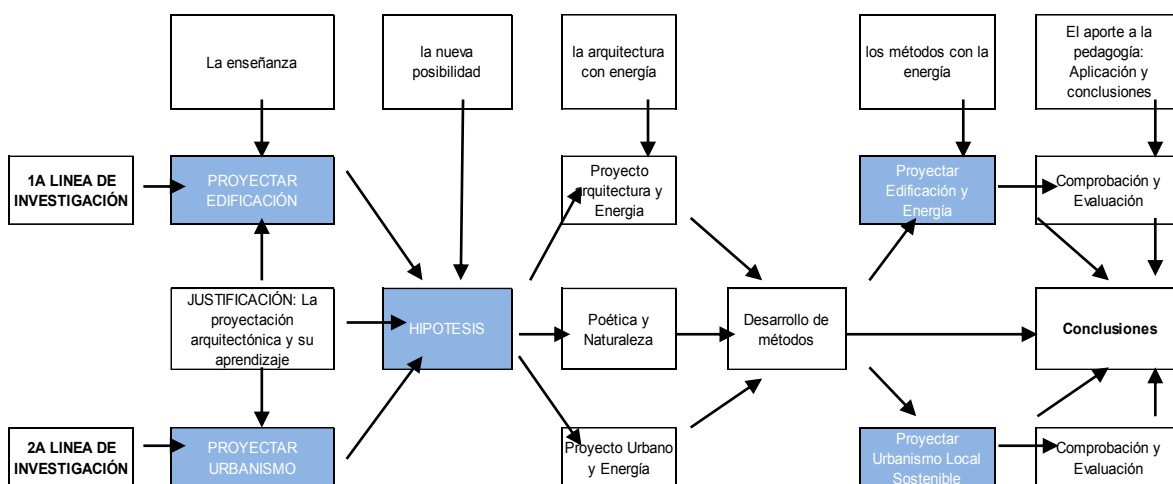 La enseñanza
la nueva
posibilidad
la arquitectura
con energía
los métodos con la
energía
El aporte a la
pedagogía:
Aplicación y
conclusiones
1A LINEA DE
INVESTIGACIÓN
PROYECTAR
EDIFICACIÓN
Proyecto
arquitectura y
Energia
Proyectar
Edificación y
Energía
Comprobación y
Evaluación
JUSTIFICACIÓN: La
proyectación
arquitectónica y su
aprendizaje
HIPOTESIS
Poética y
Naturaleza
Desarrollo de
métodos
Conclusiones
2A LINEA DE
INVESTIGACIÓN
PROYECTAR
URBANISMO
Proyecto Urbano
y Energía
Proyectar
Urbanismo Local
Sostenible
Comprobación y
Evaluación